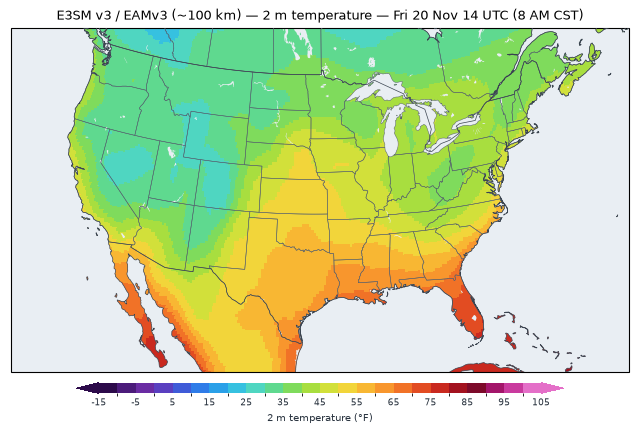 E3SM v3 / EAMv3 (~100 km) — 2 m temperature — Fri 20 Nov 14 UTC (8 AM CST)
-15 -5 5 15 25 35 45 55 65 75 85 95 105
2 m temperature (°F)